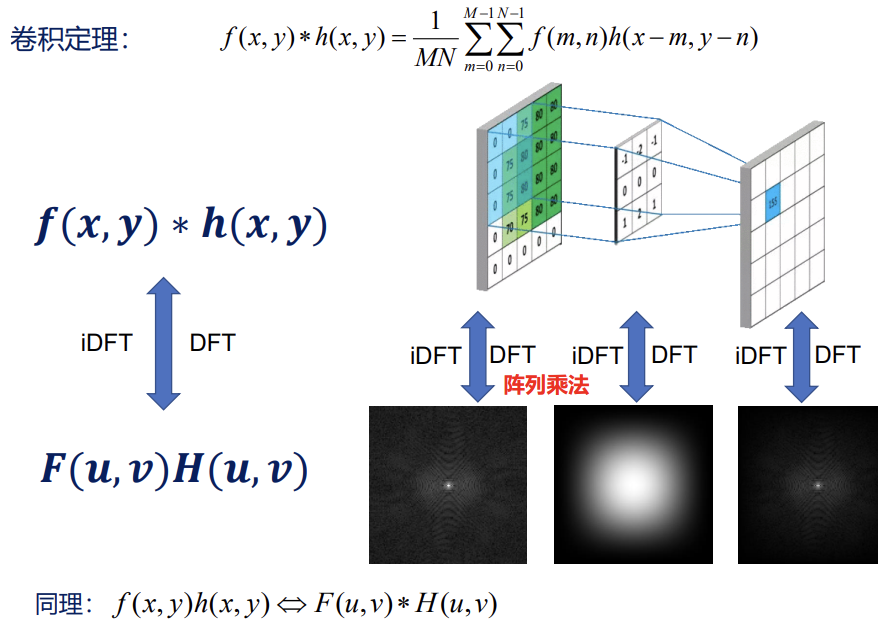 卷积定理： f(x, y) * h(x, y) = \frac{1}{MN} \sum_{m=0}^{M-1} \sum_{n=0}^{N-1} f(m, n)h(x − m, y − n)
0 0 75 80 80
0 75 80 80 80
0 75 80 80 80
0 70 75 80 80
0 0 0 0 0
-1 -2 -1
0 0 0
1 2 1
155
f(x, y) * h(x, y)
iDFT DFT
iDFT DFT iDFT DFT iDFT DFT
阵列乘法
F(u, v)H(u, v)
同理： f(x, y)h(x, y) ⇔ F(u, v) * H(u, v)